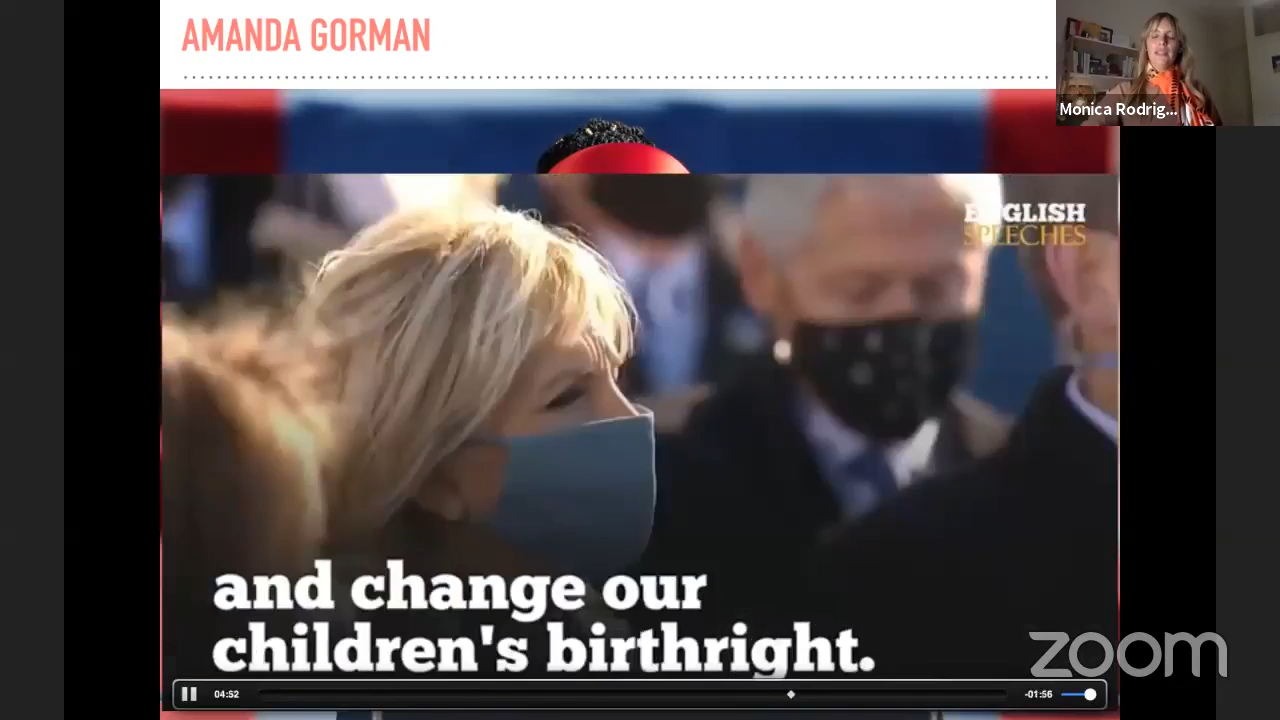 AMANDA GORMAN
Monica Rodrig...
ENGLISH
SPEECHES
and change our
children's birthright.
zoom
04:52
-01:56